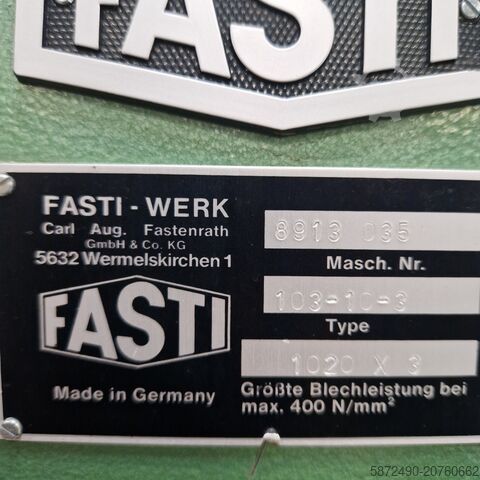 FASTI
FASTI - WERK
Carl Aug. Fastenrath
GmbH & Co. KG
5632 Wermelskirchen 1
FASTI
Made in Germany
8913 035
Masch. Nr.
103-10-3
Type
1020 X 3
Größte Blechleistung bei
max. 400 N/mm²
5872490-20760662